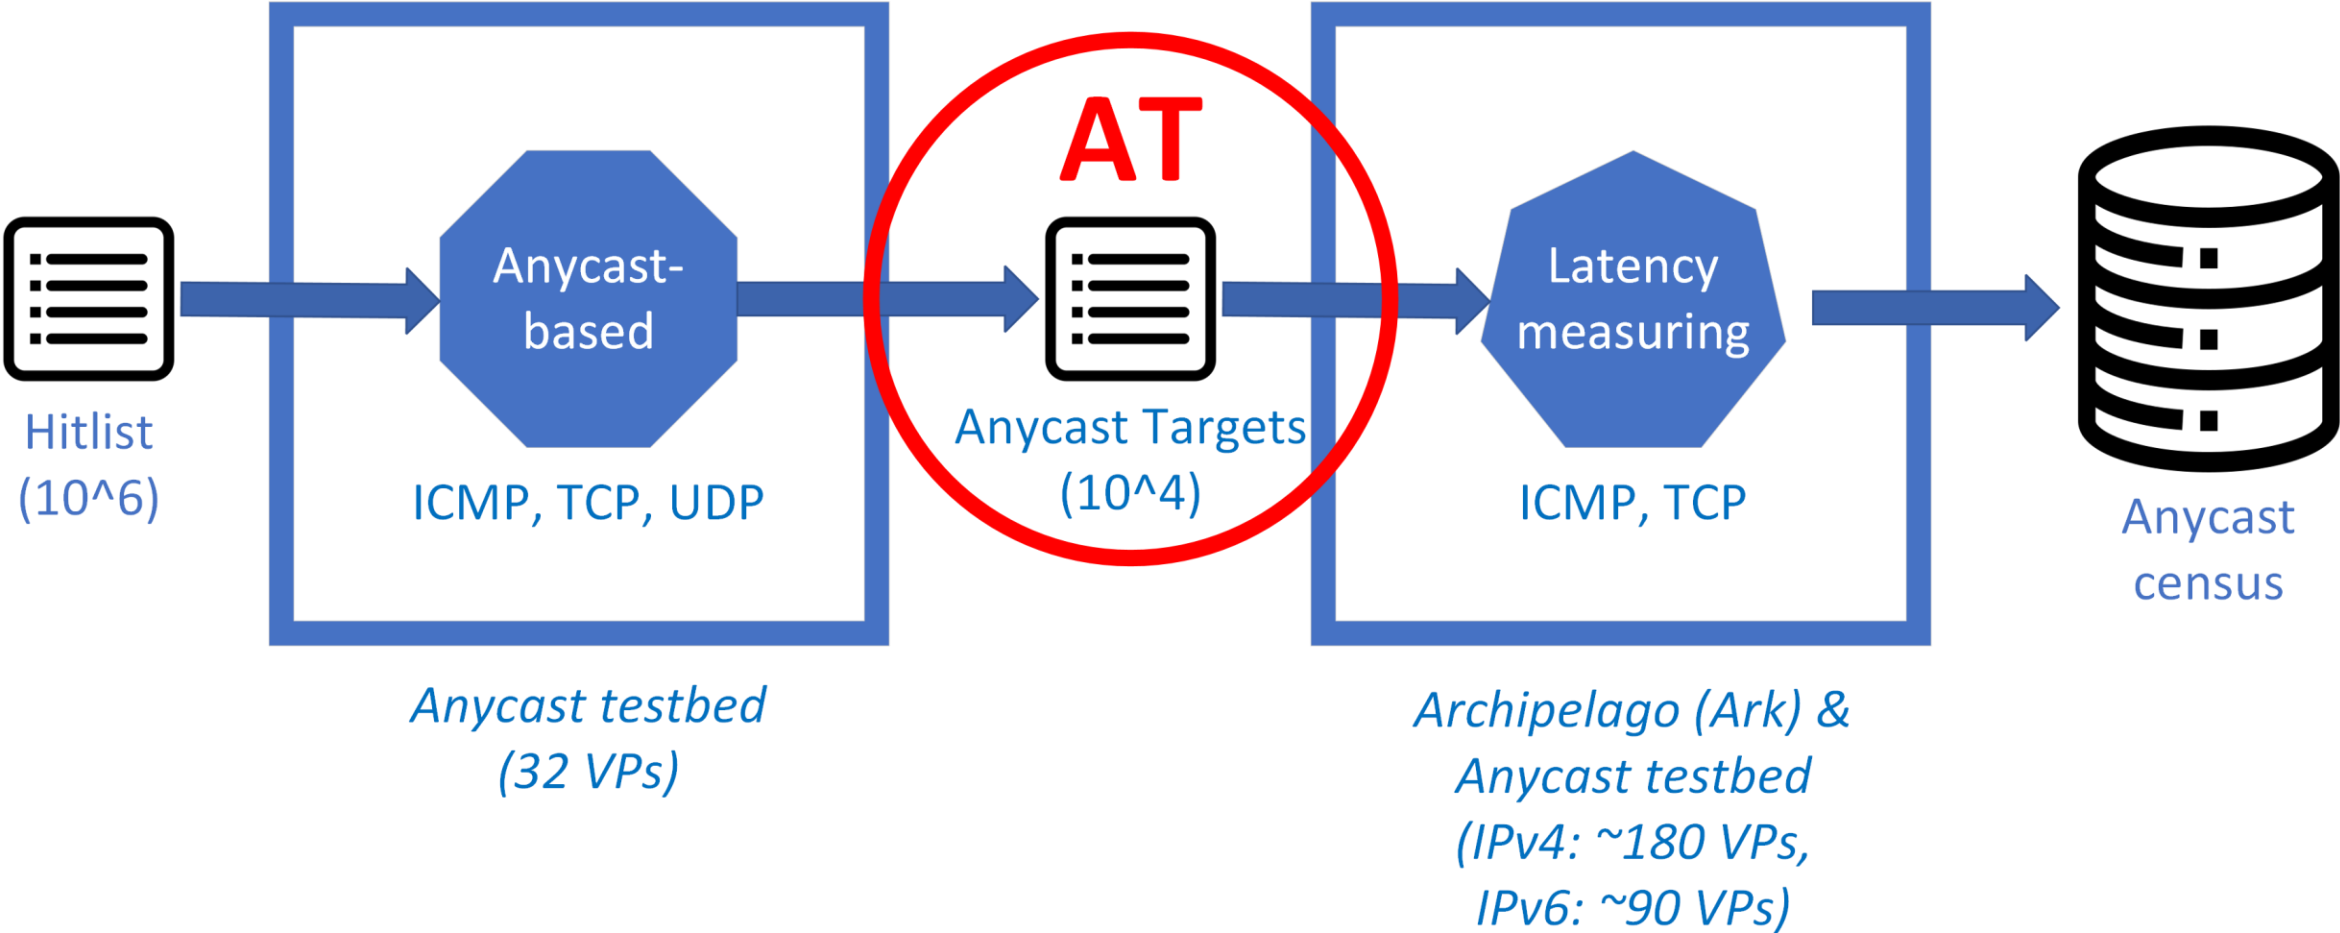 Hitlist
(10^6)
Anycast-
based
ICMP, TCP, UDP
Anycast testbed
(32 VPs)
AT
Anycast Targets
(10^4)
Latency
measuring
ICMP, TCP
Archipelago (Ark) &
Anycast testbed
(IPv4: ~180 VPs,
IPv6: ~90 VPs)
Anycast
census